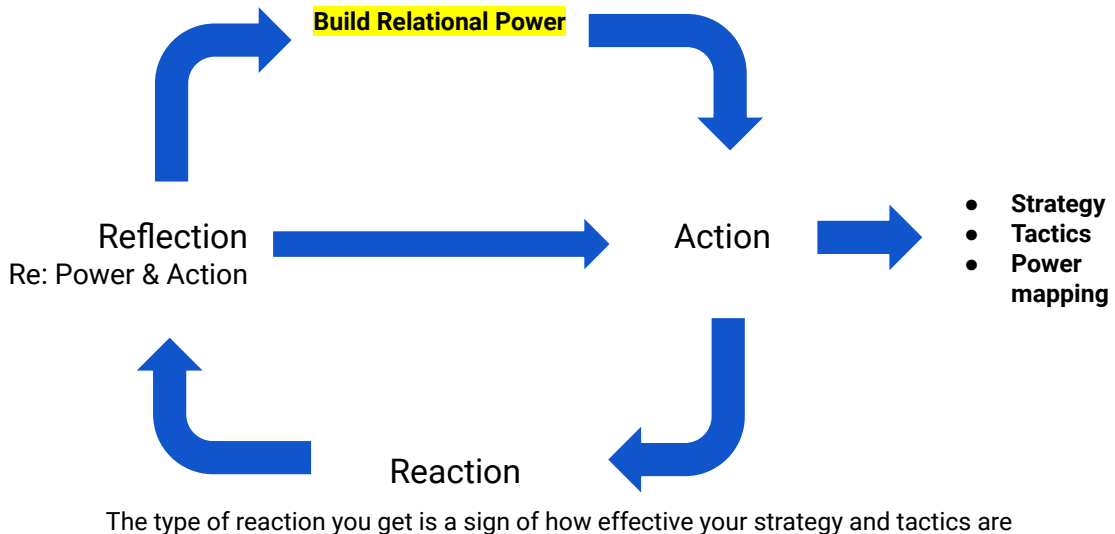 Build Relational Power
Reflection
Re: Power & Action
Action
● Strategy
● Tactics
● Power
mapping
Reaction
The type of reaction you get is a sign of how effective your strategy and tactics are